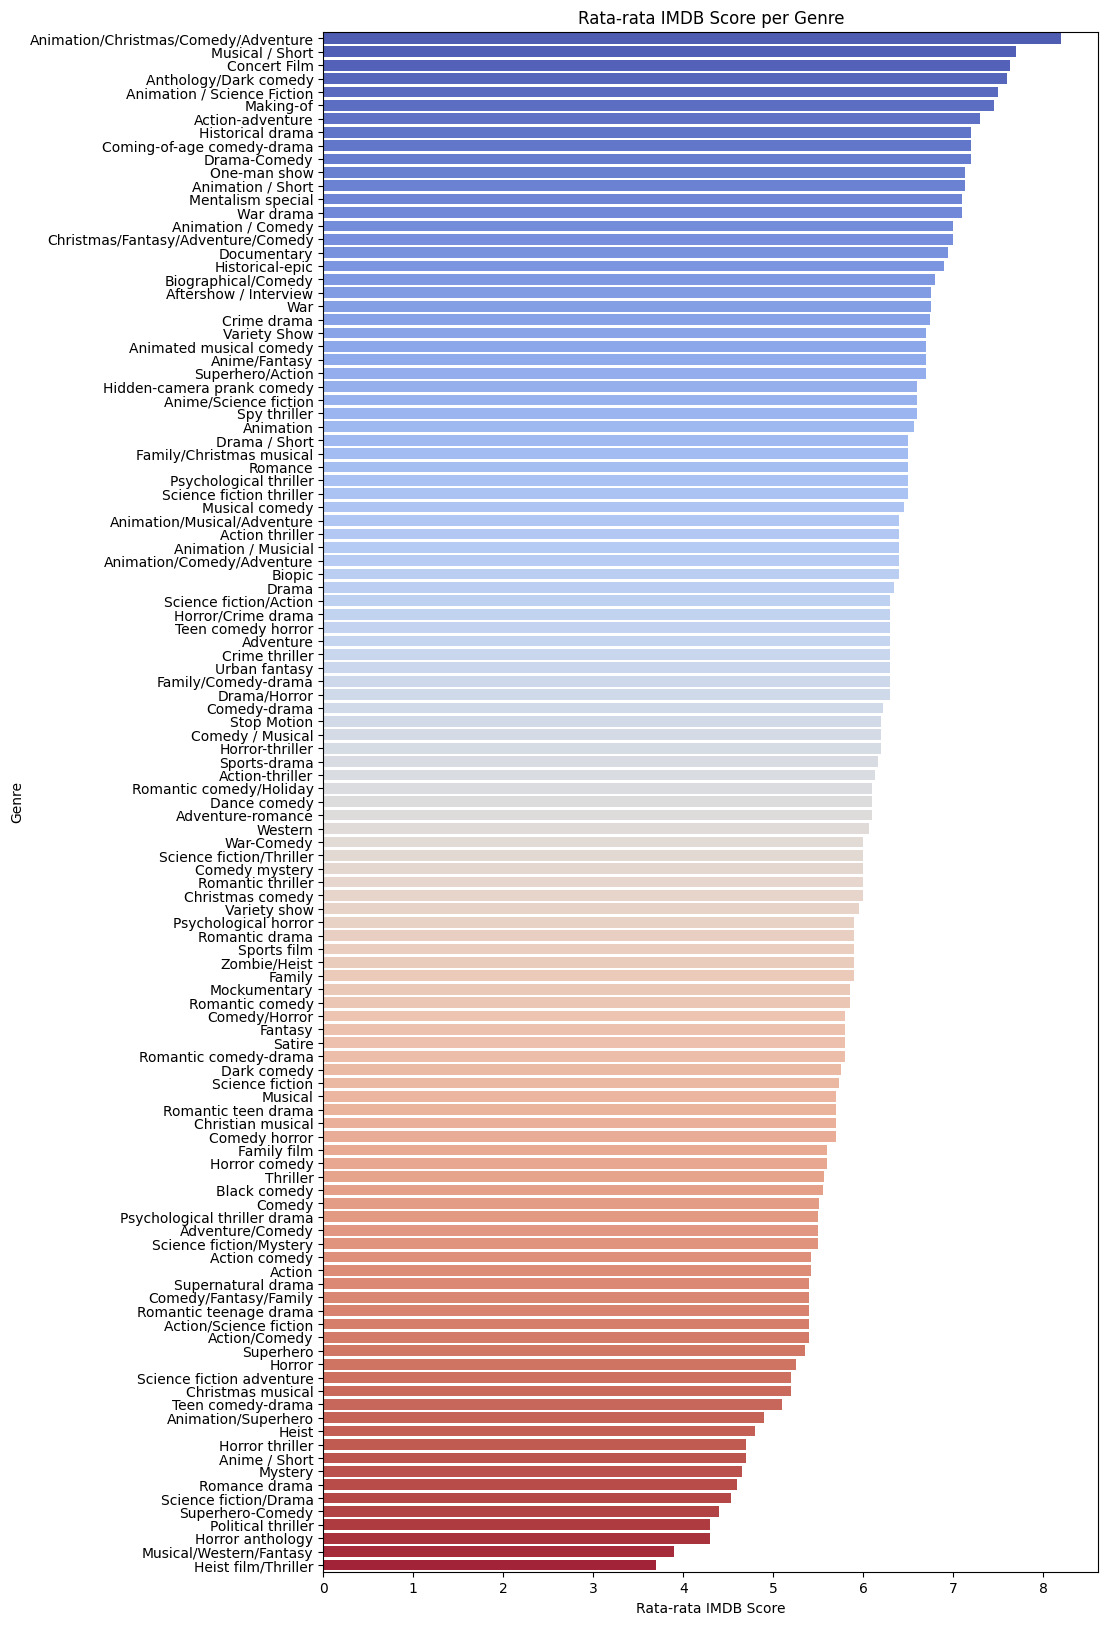 Rata-rata IMDB Score per Genre
Animation/Christmas/Comedy/Adventure
Musical / Short
Concert Film
Anthology/Dark comedy
Animation / Science Fiction
Making-of
Action-adventure
Historical drama
Coming-of-age comedy-drama
Drama-Comedy
One-man show
Animation / Short
Mentalism special
War drama
Animation / Comedy
Christmas/Fantasy/Adventure/Comedy
Documentary
Historical-epic
Biographical/Comedy
Aftershow / Interview
War
Crime drama
Variety Show
Animated musical comedy
Anime/Fantasy
Superhero/Action
Hidden-camera prank comedy
Anime/Science fiction
Spy thriller
Animation
Drama / Short
Family/Christmas musical
Romance
Psychological thriller
Science fiction thriller
Musical comedy
Animation/Musical/Adventure
Action thriller
Animation / Musicial
Animation/Comedy/Adventure
Biopic
Drama
Science fiction/Action
Horror/Crime drama
Teen comedy horror
Adventure
Crime thriller
Urban fantasy
Family/Comedy-drama
Drama/Horror
Comedy-drama
Stop Motion
Comedy / Musical
Horror-thriller
Sports-drama
Action-thriller
Romantic comedy/Holiday
Dance comedy
Adventure-romance
Western
War-Comedy
Science fiction/Thriller
Comedy mystery
Romantic thriller
Christmas comedy
Variety show
Psychological horror
Romantic drama
Sports film
Zombie/Heist
Family
Mockumentary
Romantic comedy
Comedy/Horror
Fantasy
Satire
Romantic comedy-drama
Dark comedy
Science fiction
Musical
Romantic teen drama
Christian musical
Comedy horror
Family film
Horror comedy
Thriller
Black comedy
Comedy
Psychological thriller drama
Adventure/Comedy
Science fiction/Mystery
Action comedy
Action
Supernatural drama
Comedy/Fantasy/Family
Romantic teenage drama
Action/Science fiction
Action/Comedy
Superhero
Horror
Science fiction adventure
Christmas musical
Teen comedy-drama
Animation/Superhero
Heist
Horror thriller
Anime / Short
Mystery
Romance drama
Science fiction/Drama
Superhero-Comedy
Political thriller
Horror anthology
Musical/Western/Fantasy
Heist film/Thriller
Genre
0 1 2 3 4 5 6 7 8
Rata-rata IMDB Score